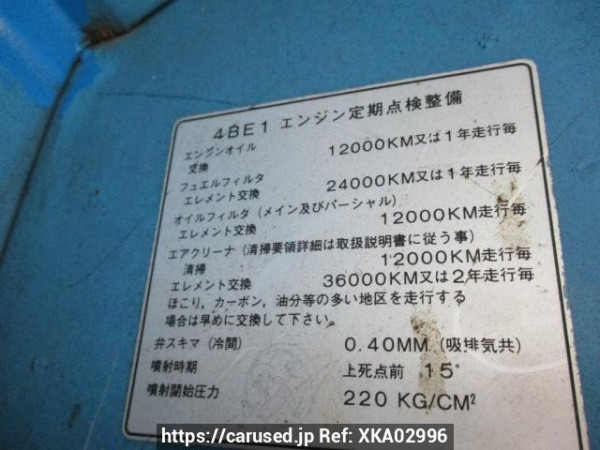 4BE1 エンジン定期点検整備
エンジンオイル
交換 12000KM又は1年走行毎
フュエルフィルタ
エレメント交換 24000KM又は1年走行毎
オイルフィルタ (メイン及びパーシャル)
エレメント交換 12000KM走行毎
エアクリーナ (清掃要領詳細は取扱説明書に従う事)
清掃 12000KM走行毎
エレメント交換 36000KM又は2年走行毎
ほこり, カーボン, 油分等の多い地区を走行する
場合は早めに交換して下さい.
弁スキマ (冷間) 0.40MM (吸排気共)
噴射時期 上死点前 15°
噴射開始圧力 220 KG/CM²
https://carused.jp Ref: XKA02996